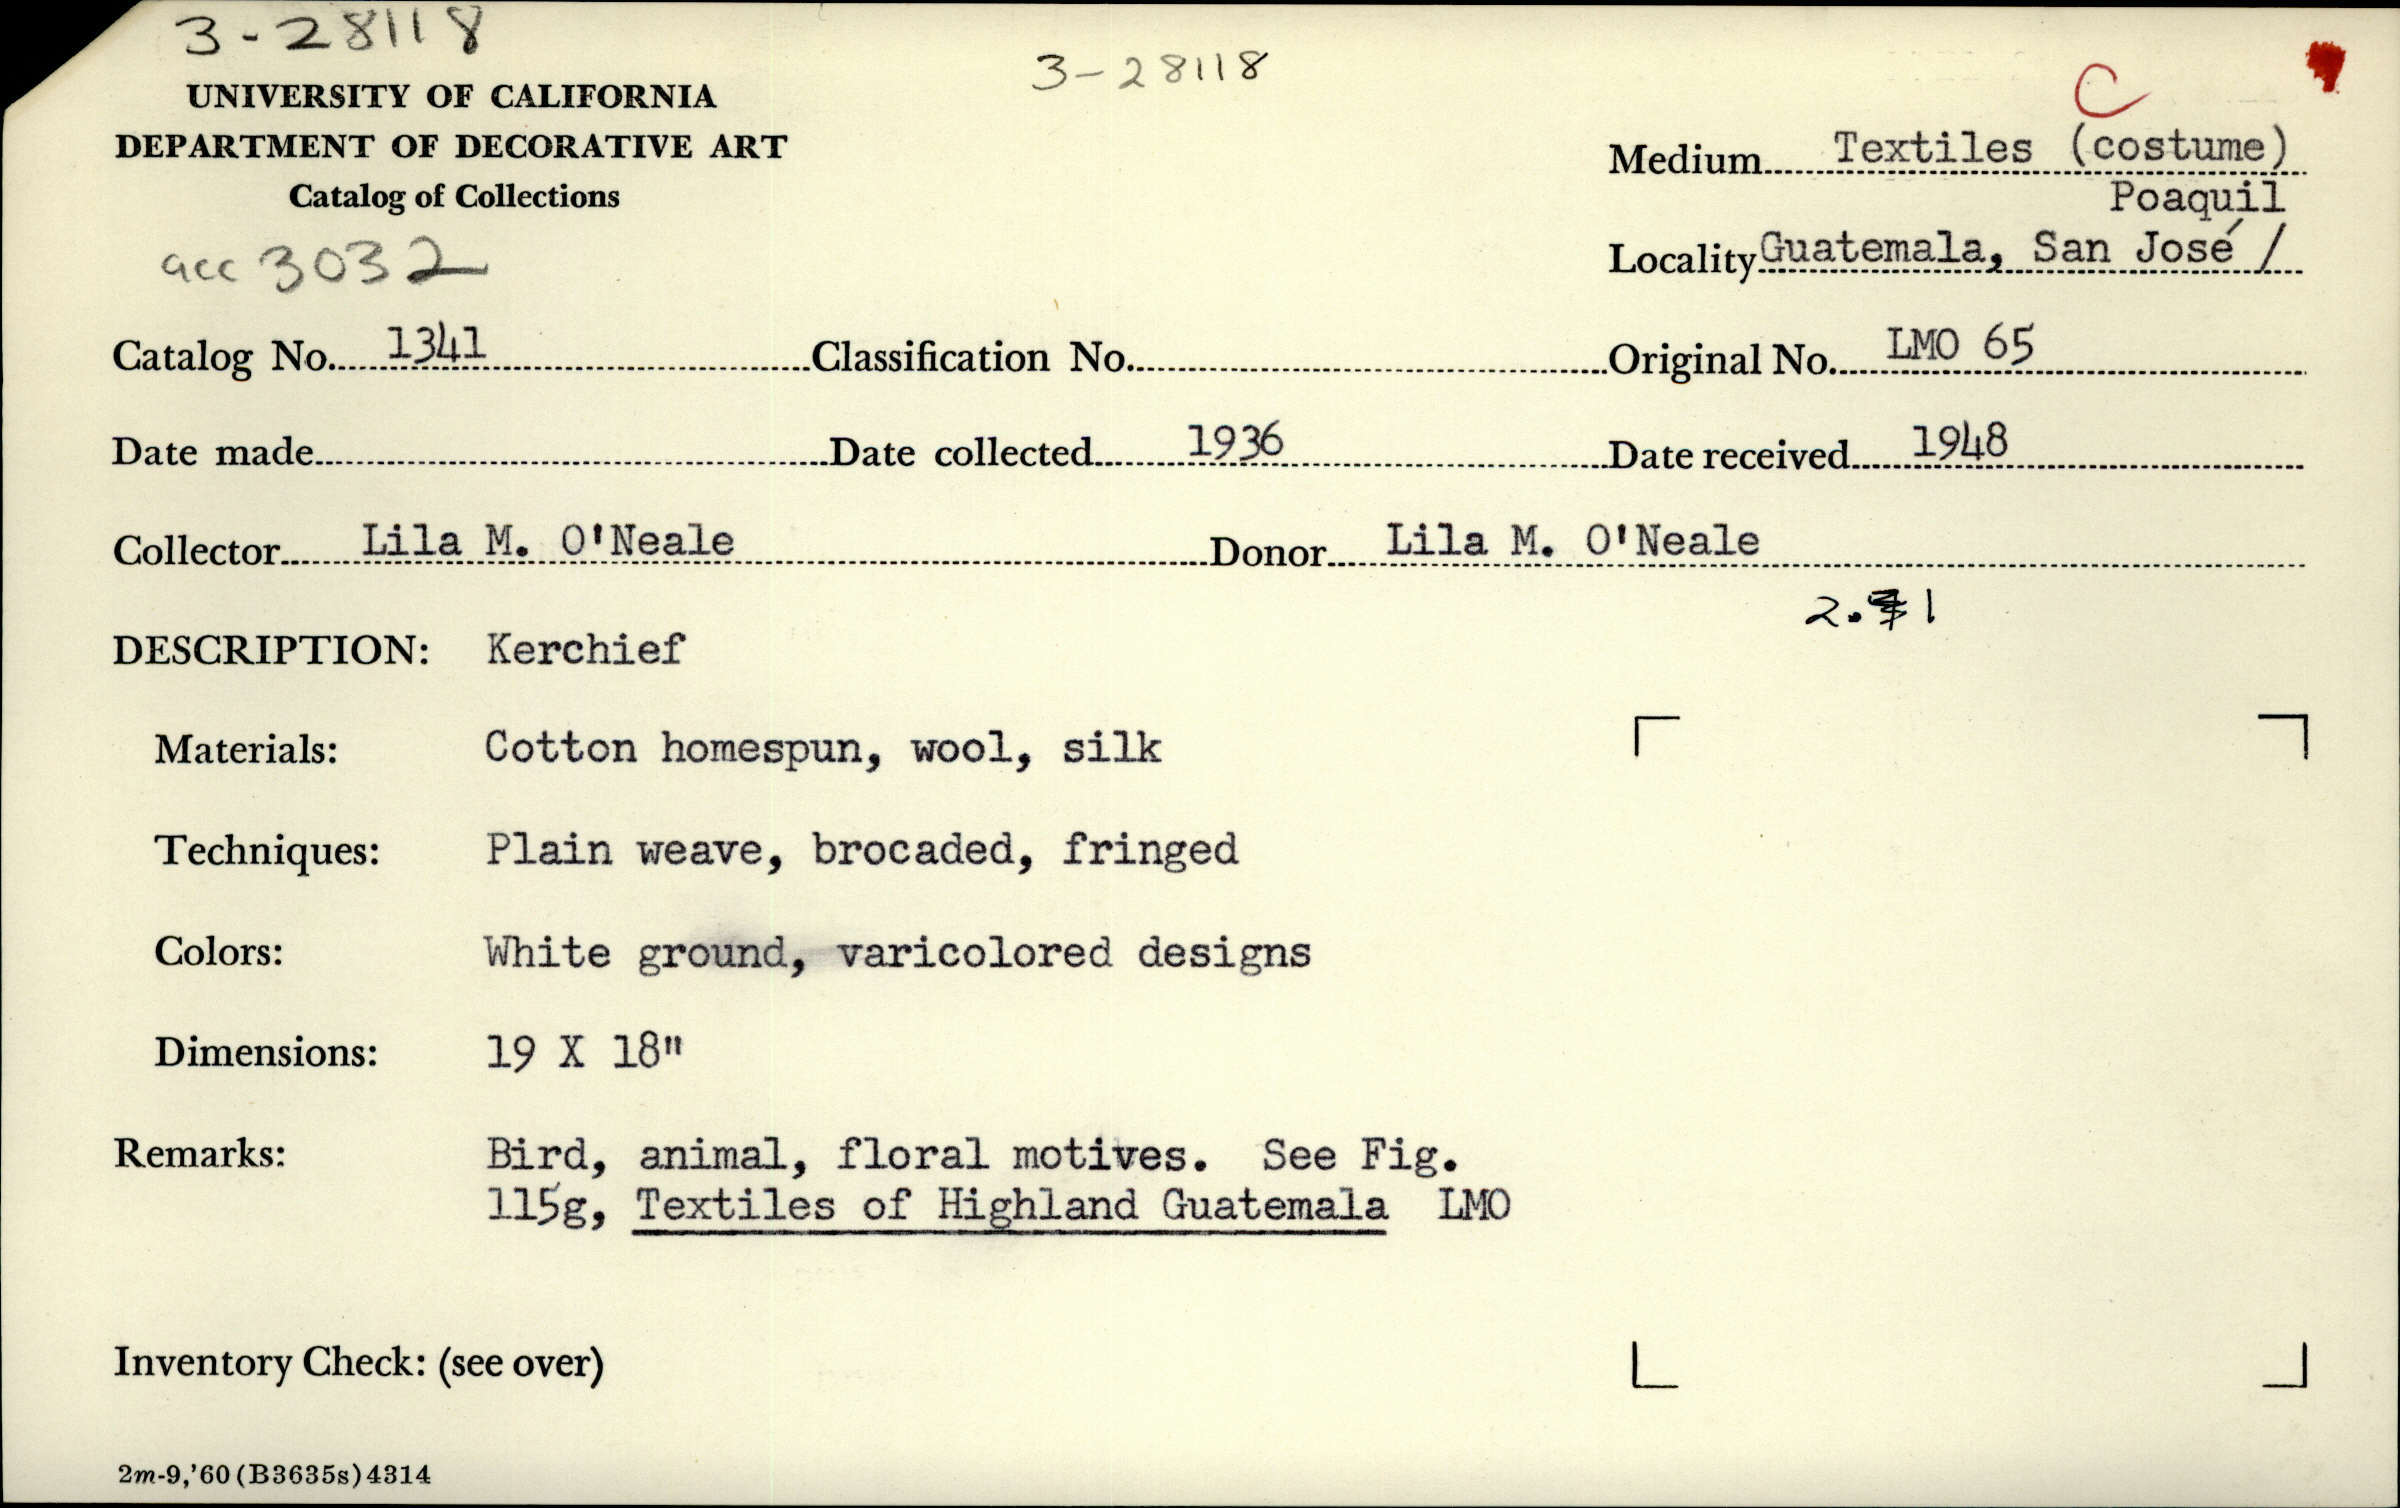 3-28118
3-28118
UNIVERSITY OF CALIFORNIA
DEPARTMENT OF DECORATIVE ART
Catalog of Collections
acc 3032
C
Medium Textiles (costume)
Poaquil
Locality Guatemala, San José /
Catalog No. 1341 Classification No. Original No. LMO 65
Date made Date collected 1936 Date received 1948
Collector Lila M. O'Neale Donor Lila M. O'Neale
2. 1
DESCRIPTION: Kerchief
Materials: Cotton homespun, wool, silk
Techniques: Plain weave, brocaded, fringed
Colors: White ground, varicolored designs
Dimensions: 19 X 18"
Remarks: Bird, animal, floral motives. See Fig.
115g, Textiles of Highland Guatemala LMO
Inventory Check: (see over)
2m-9,'60(B3635s)4314